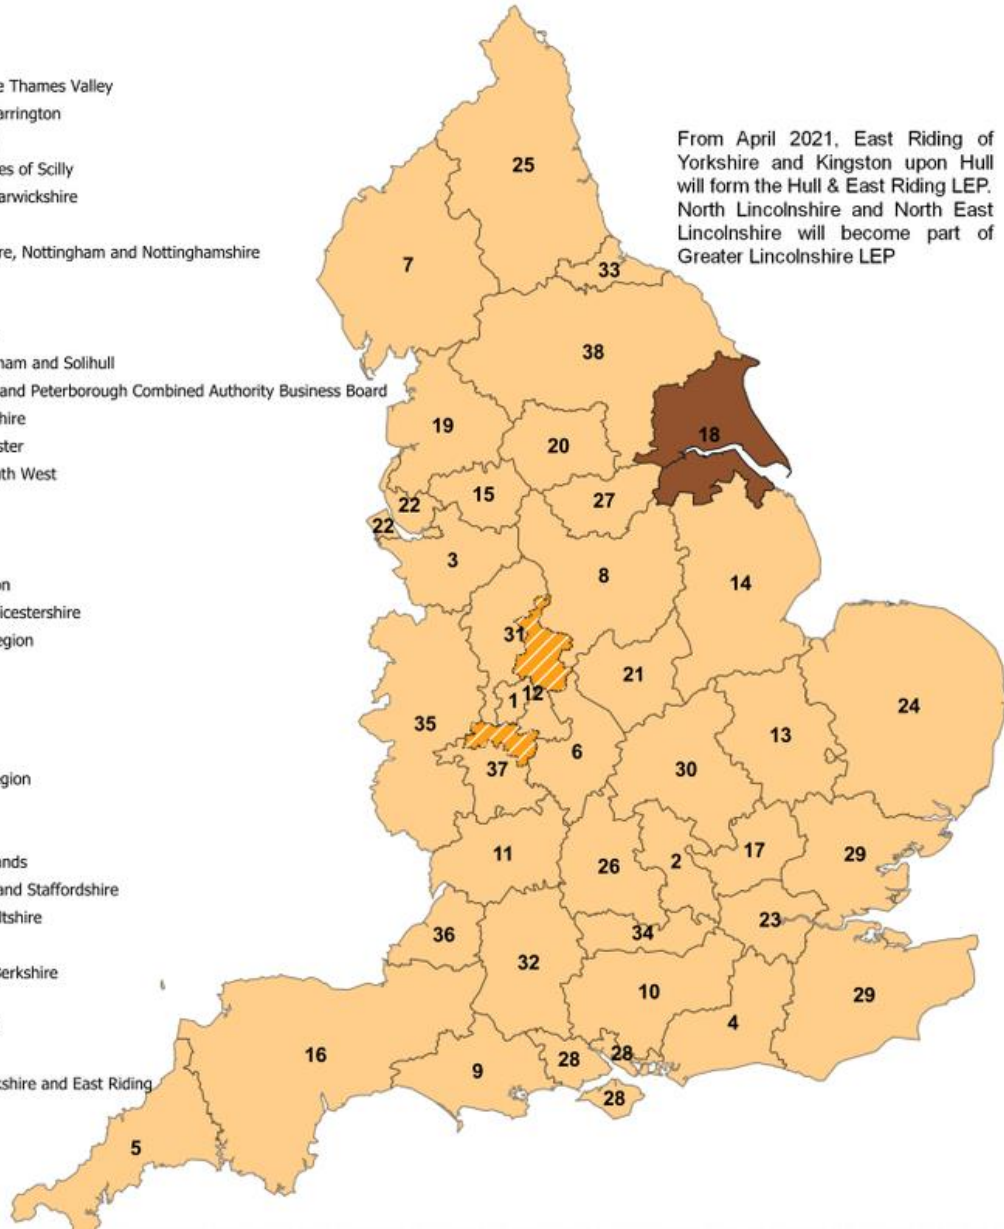 e Thames Valley
arrington
es of Scilly
arwickshire
re, Nottingham and Nottinghamshire
ham and Solihull
and Peterborough Combined Authority Business Board
hire
ster
th West
on
icestershire
egion
egion
ands
and Staffordshire
ltshire
Berkshire
kshire and East Riding
From April 2021, East Riding of
Yorkshire and Kingston upon Hull
will form the Hull & East Riding LEP.
North Lincolnshire and North East
Lincolnshire will become part of
Greater Lincolnshire LEP
25
7
33
38
18
19
20
15
27
22
22
3
8
14
31
21
1
12
24
35
13
6
37
30
11
26
2
17
29
36
34
23
32
10
29
4
16
9
28
28
28
5